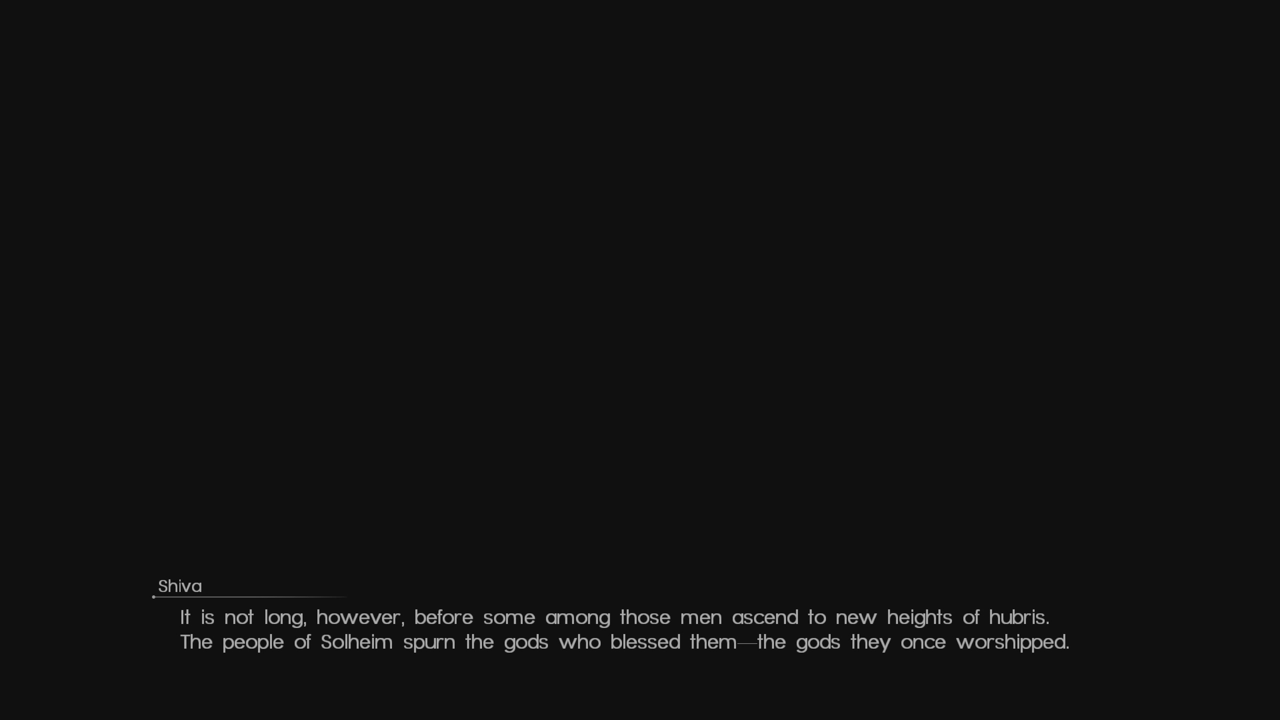 Shiva
It is not long, however, before some among those men ascend to new heights of hubris.
The people of Solheim spurn the gods who blessed them—the gods they once worshipped.